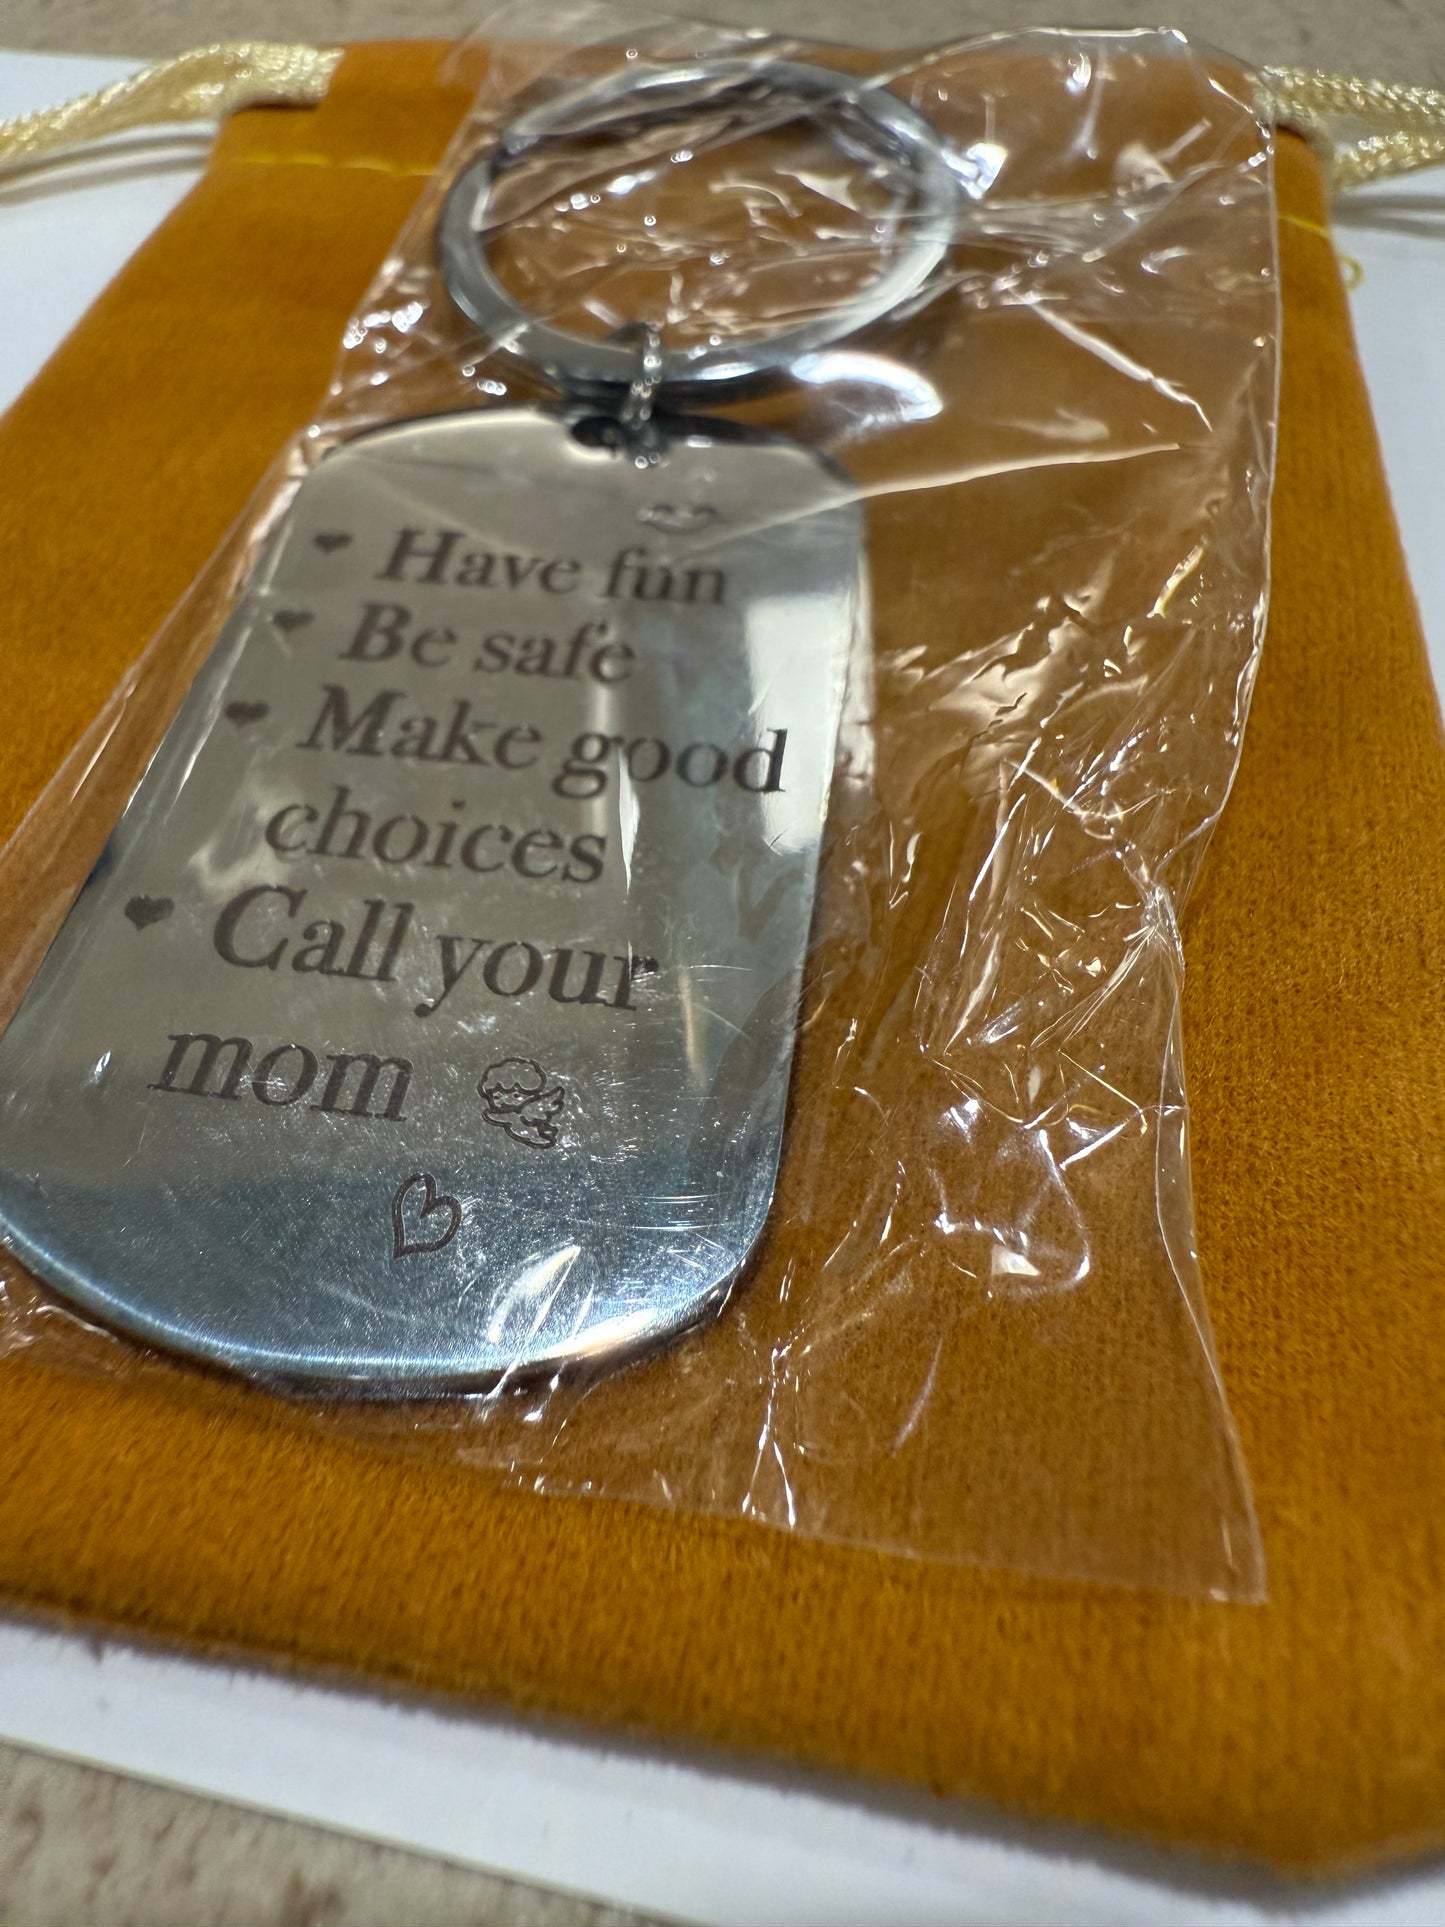 Have fun
Be safe
Make good
choices
Call your
mom